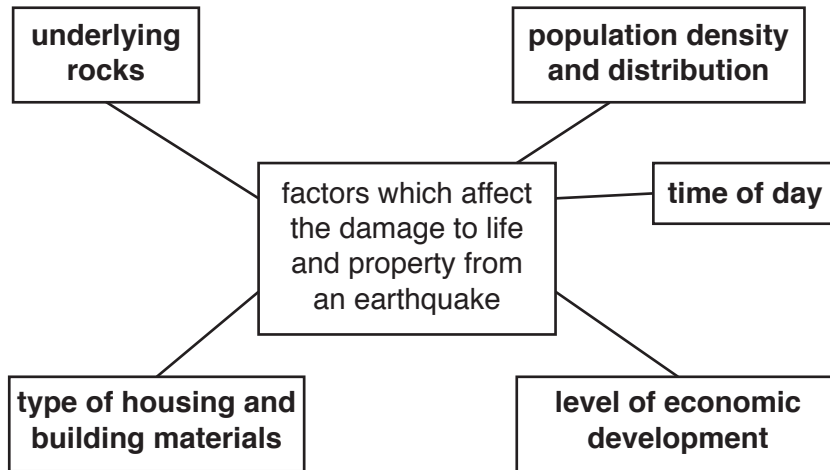 underlying
rocks
population density
and distribution
factors which affect
the damage to life
and property from
an earthquake
time of day
type of housing and
building materials
level of economic
development